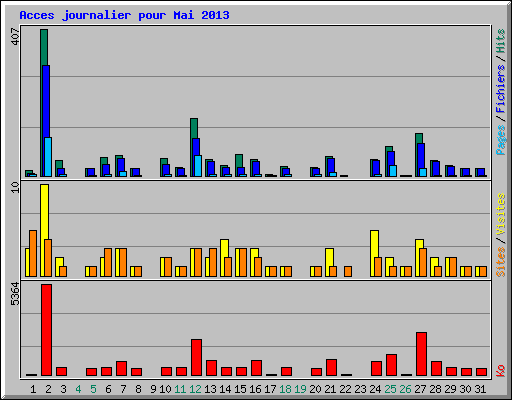 Acces journalier pour Mai 2013
407
Pages / Fichiers / Hits
10
Sites / Visites
5364
Ko
1 2 3 4 5 6 7 8 9 10 11 12 13 14 15 16 17 18 19 20 21 22 23 24 25 26 27 28 29 30 31